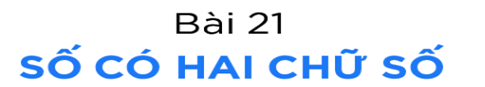 Bài 21
SỐ CÓ HAI CHỮ SỐ